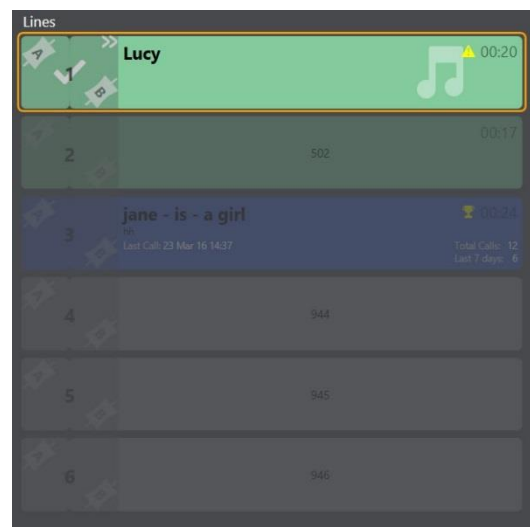 Lines
A 1 B
Lucy
00:20
A 2 B
502
00:17
A 3 B
jane - is - a girl
00:24
hh
Last Call: 23 Mar 16 14:37
Total Calls: 12
Last 7 days: 6
A 4 B
944
A 5 B
945
A 6 B
946